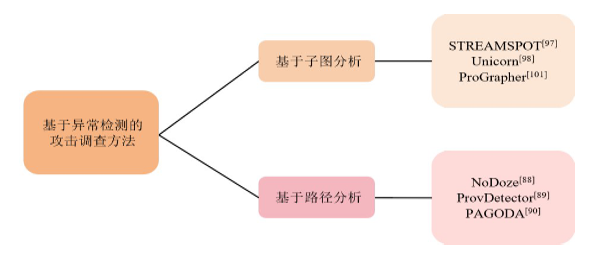 基于异常检测的
攻击调查方法
基于子图分析
STREAMSPOT[97]
Unicorn[98]
ProGrapher[101]
基于路径分析
NoDoze[88]
ProvDetector[89]
PAGODA[90]